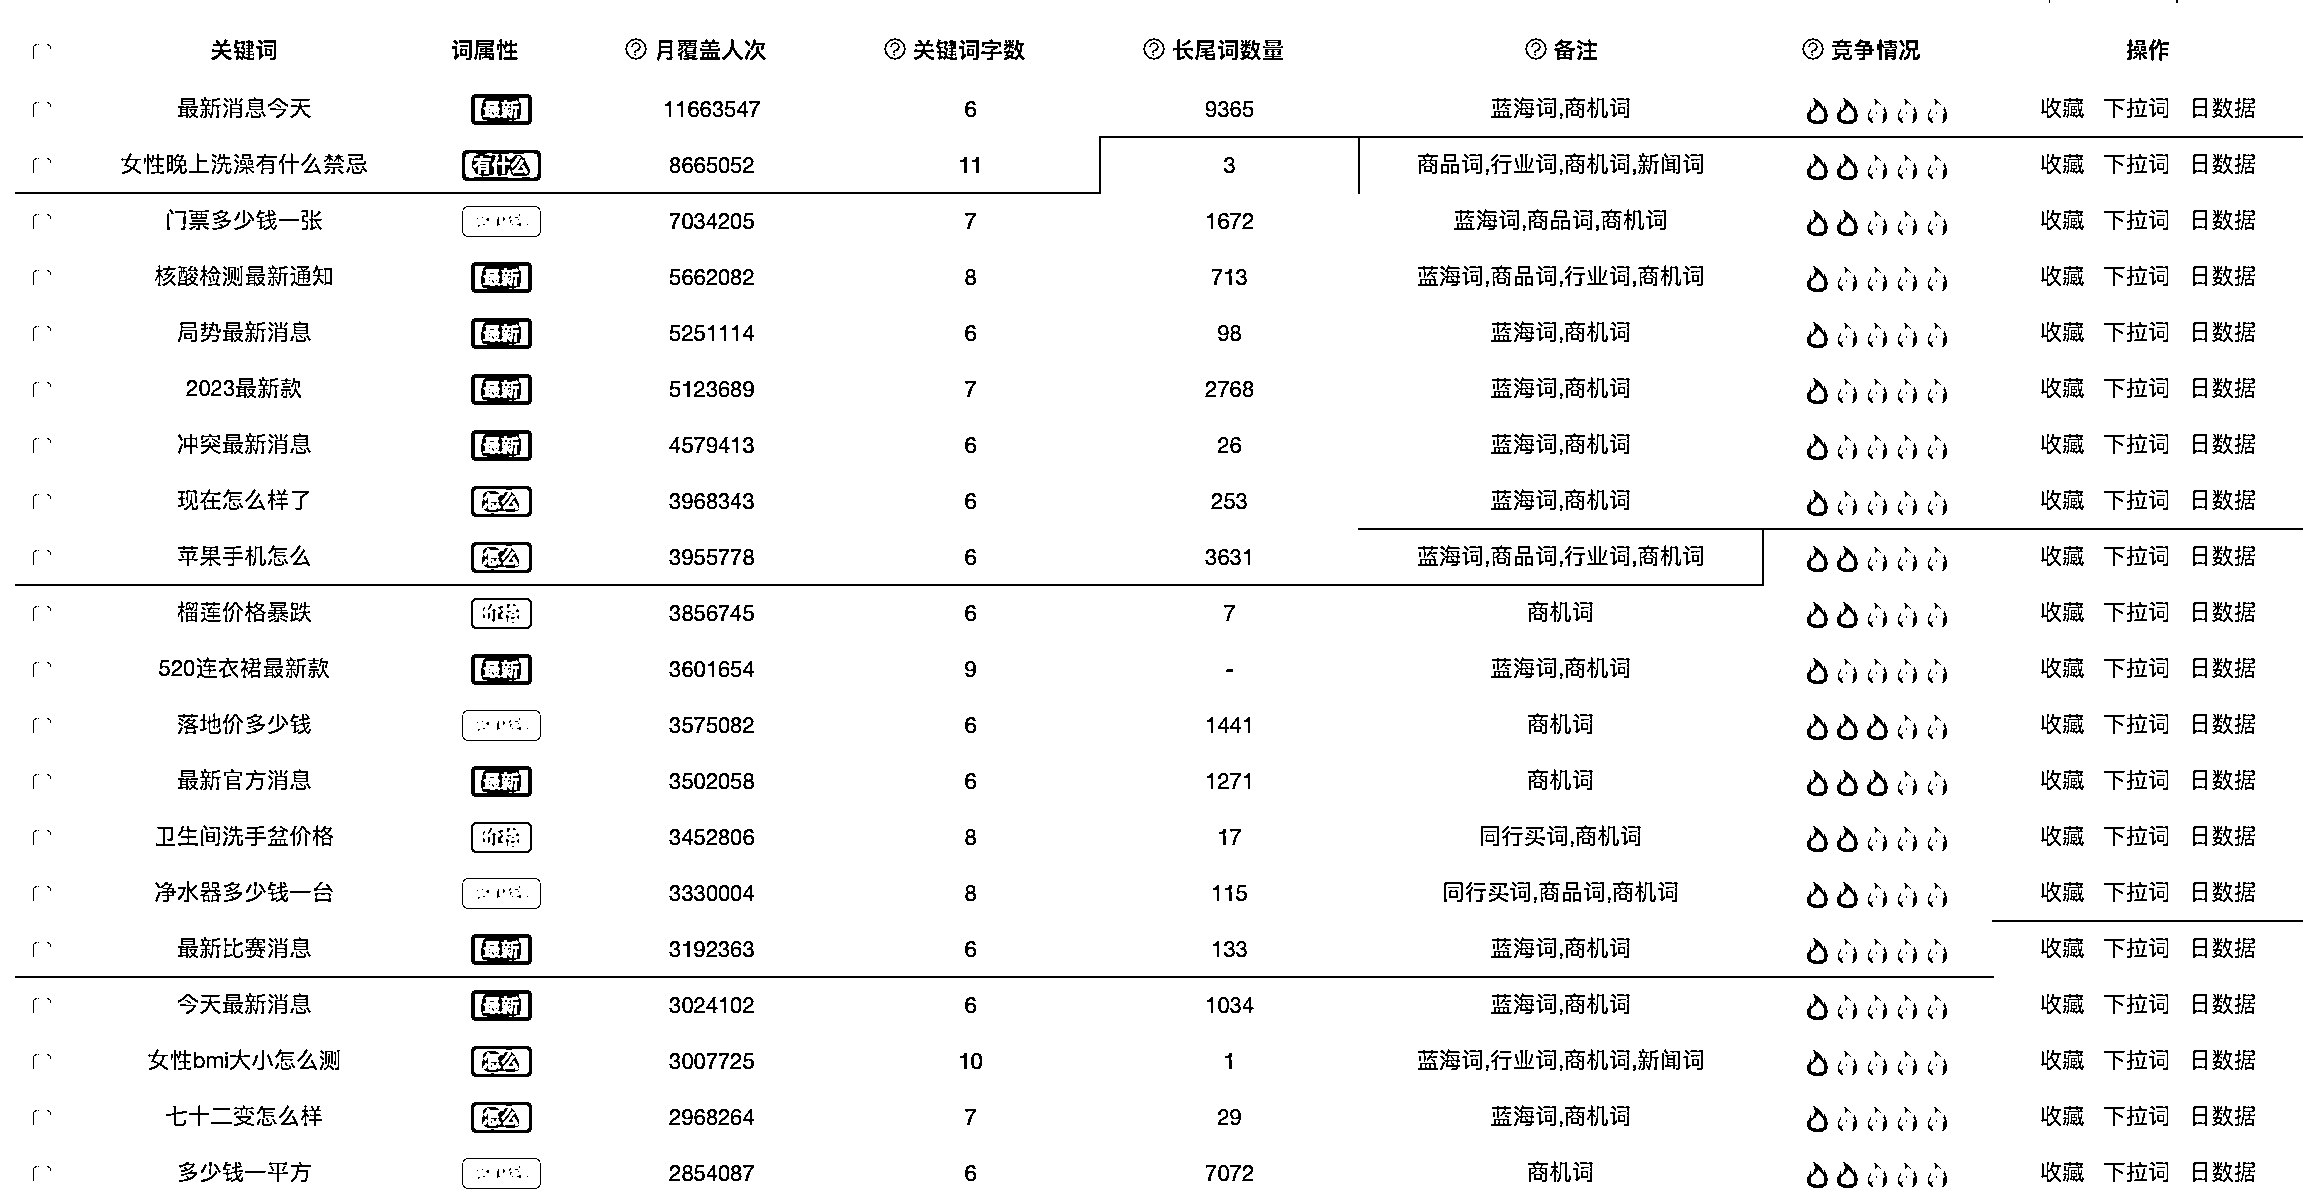 关键词 词属性 月覆盖人次 关键词字数 长尾词数量 备注 竞争情况 操作
最新消息今天 最新 11663547 6 9365 蓝海词,商机词 收藏 下拉词 日数据
女性晚上洗澡有什么禁忌 有什么 8665052 11 3 商品词,行业词,商机词,新闻词 收藏 下拉词 日数据
门票多少钱一张 7034205 7 1672 蓝海词,商品词,商机词 收藏 下拉词 日数据
核酸检测最新通知 最新 5662082 8 713 蓝海词,商品词,行业词,商机词 收藏 下拉词 日数据
局势最新消息 最新 5251114 6 98 蓝海词,商机词 收藏 下拉词 日数据
2023最新款 最新 5123689 7 2768 蓝海词,商机词 收藏 下拉词 日数据
冲突最新消息 最新 4579413 6 26 蓝海词,商机词 收藏 下拉词 日数据
现在怎么样了 怎么 3968343 6 253 蓝海词,商机词 收藏 下拉词 日数据
苹果手机怎么 怎么 3955778 6 3631 蓝海词,商品词,行业词,商机词 收藏 下拉词 日数据
榴莲价格暴跌 价格 3856745 6 7 商机词 收藏 下拉词 日数据
520连衣裙最新款 最新 3601654 9 - 蓝海词,商机词 收藏 下拉词 日数据
落地价多少钱 3575082 6 1441 商机词 收藏 下拉词 日数据
最新官方消息 最新 3502058 6 1271 商机词 收藏 下拉词 日数据
卫生间洗手盆价格 价格 3452806 8 17 同行买词,商机词 收藏 下拉词 日数据
净水器多少钱一台 3330004 8 115 同行买词,商品词,商机词 收藏 下拉词 日数据
最新比赛消息 最新 3192363 6 133 蓝海词,商机词 收藏 下拉词 日数据
今天最新消息 最新 3024102 6 1034 蓝海词,商机词 收藏 下拉词 日数据
女性bmi大小怎么测 怎么 3007725 10 1 蓝海词,行业词,商机词,新闻词 收藏 下拉词 日数据
七十二变怎么样 怎么 2968264 7 29 蓝海词,商机词 收藏 下拉词 日数据
多少钱一平方 2854087 6 7072 商机词 收藏 下拉词 日数据